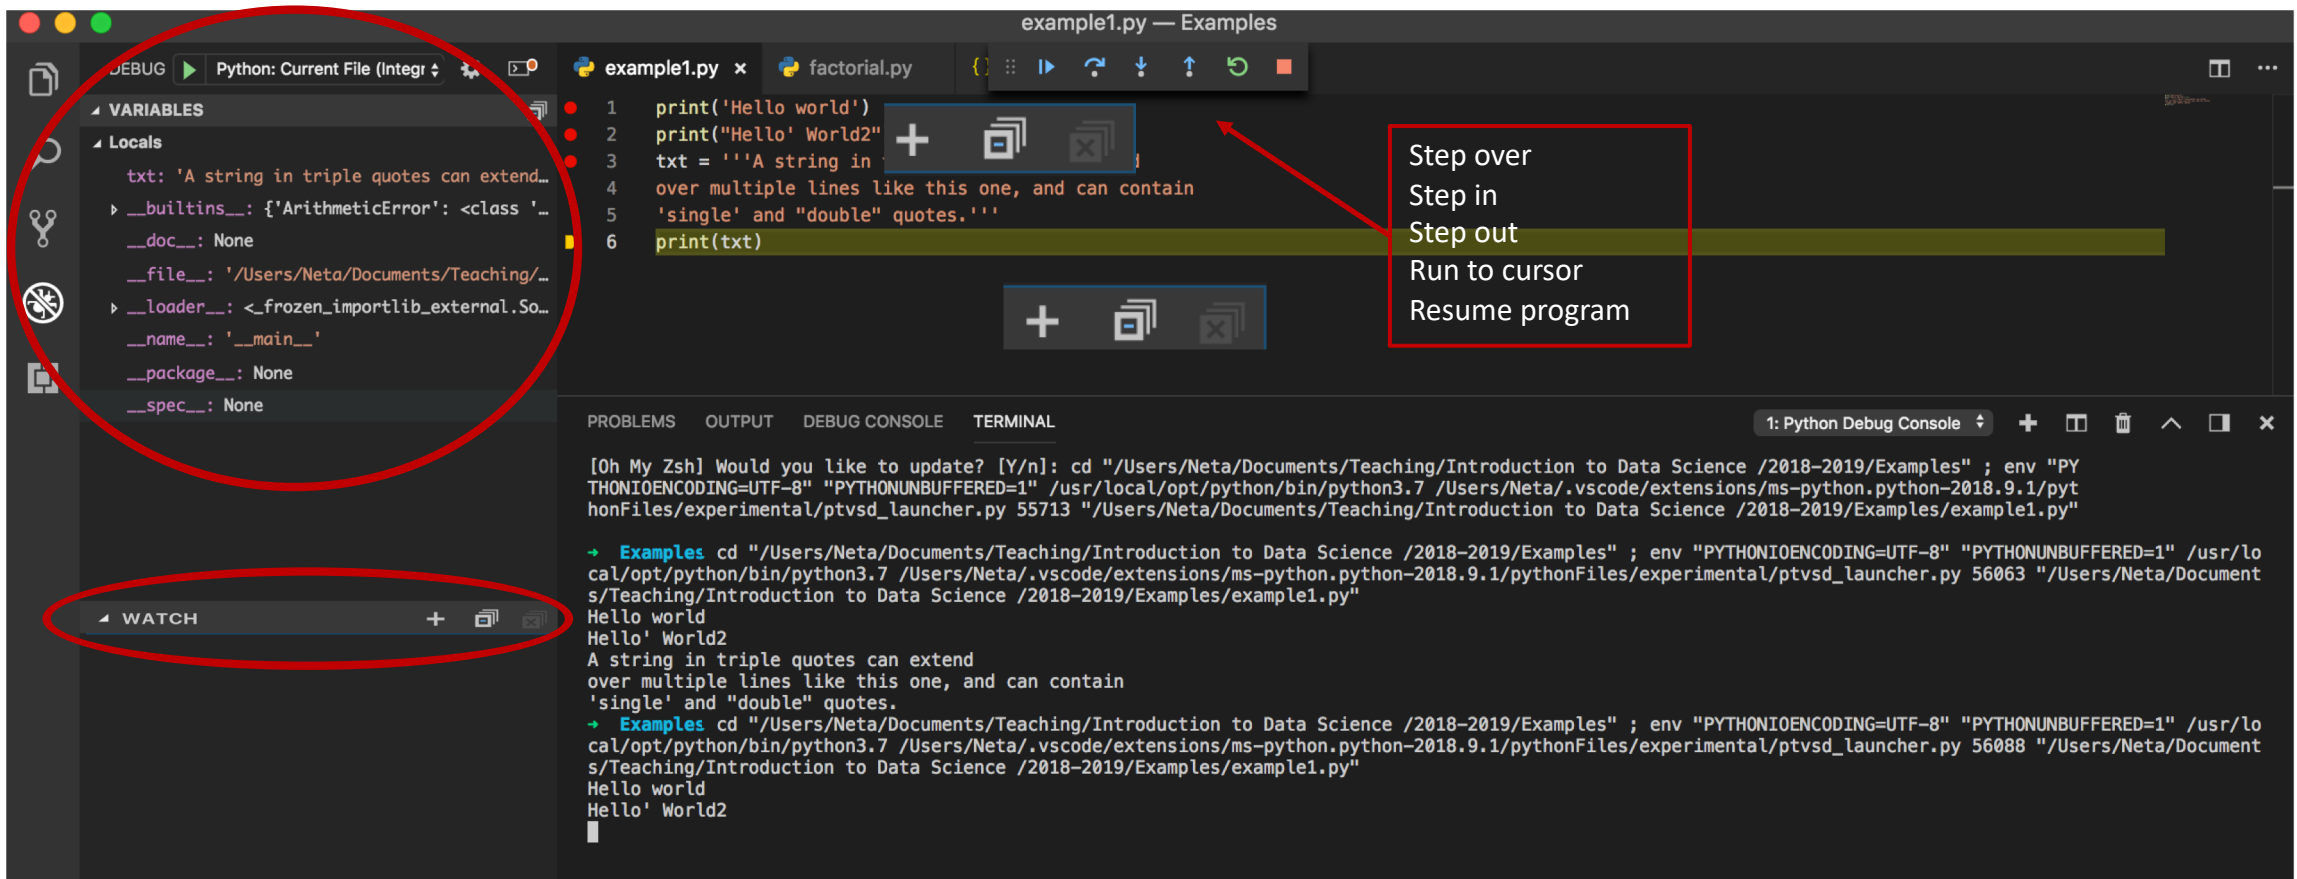 example1.py — Examples
DEBUG
Python: Current File (Integr
example1.py ×
factorial.py
{}
VARIABLES
Locals
txt: 'A string in triple quotes can extend…
__builtins__: {'ArithmeticError': <class '…
__doc__: None
__file__: '/Users/Neta/Documents/Teaching/…
__loader__: <_frozen_importlib_external.So…
__name__: '__main__'
__package__: None
__spec__: None
WATCH
1 print('Hello world')
2 print("Hello' World2"
3 txt = '''A string in
4 over multiple lines like this one, and can contain
5 'single' and "double" quotes.'''
6 print(txt)
Step over
Step in
Step out
Run to cursor
Resume program
PROBLEMS OUTPUT DEBUG CONSOLE TERMINAL
1: Python Debug Console
[Oh My Zsh] Would you like to update? [Y/n]: cd "/Users/Neta/Documents/Teaching/Introduction to Data Science /2018-2019/Examples" ; env "PY
THONIOENCODING=UTF-8" "PYTHONUNBUFFERED=1" /usr/local/opt/python/bin/python3.7 /Users/Neta/.vscode/extensions/ms-python.python-2018.9.1/pyt
honFiles/experimental/ptvsd_launcher.py 55713 "/Users/Neta/Documents/Teaching/Introduction to Data Science /2018-2019/Examples/example1.py"
→ Examples cd "/Users/Neta/Documents/Teaching/Introduction to Data Science /2018-2019/Examples" ; env "PYTHONIOENCODING=UTF-8" "PYTHONUNBUFFERED=1" /usr/lo
cal/opt/python/bin/python3.7 /Users/Neta/.vscode/extensions/ms-python.python-2018.9.1/pythonFiles/experimental/ptvsd_launcher.py 56063 "/Users/Neta/Document
s/Teaching/Introduction to Data Science /2018-2019/Examples/example1.py"
Hello world
Hello' World2
A string in triple quotes can extend
over multiple lines like this one, and can contain
'single' and "double" quotes.
→ Examples cd "/Users/Neta/Documents/Teaching/Introduction to Data Science /2018-2019/Examples" ; env "PYTHONIOENCODING=UTF-8" "PYTHONUNBUFFERED=1" /usr/lo
cal/opt/python/bin/python3.7 /Users/Neta/.vscode/extensions/ms-python.python-2018.9.1/pythonFiles/experimental/ptvsd_launcher.py 56088 "/Users/Neta/Document
s/Teaching/Introduction to Data Science /2018-2019/Examples/example1.py"
Hello world
Hello' World2